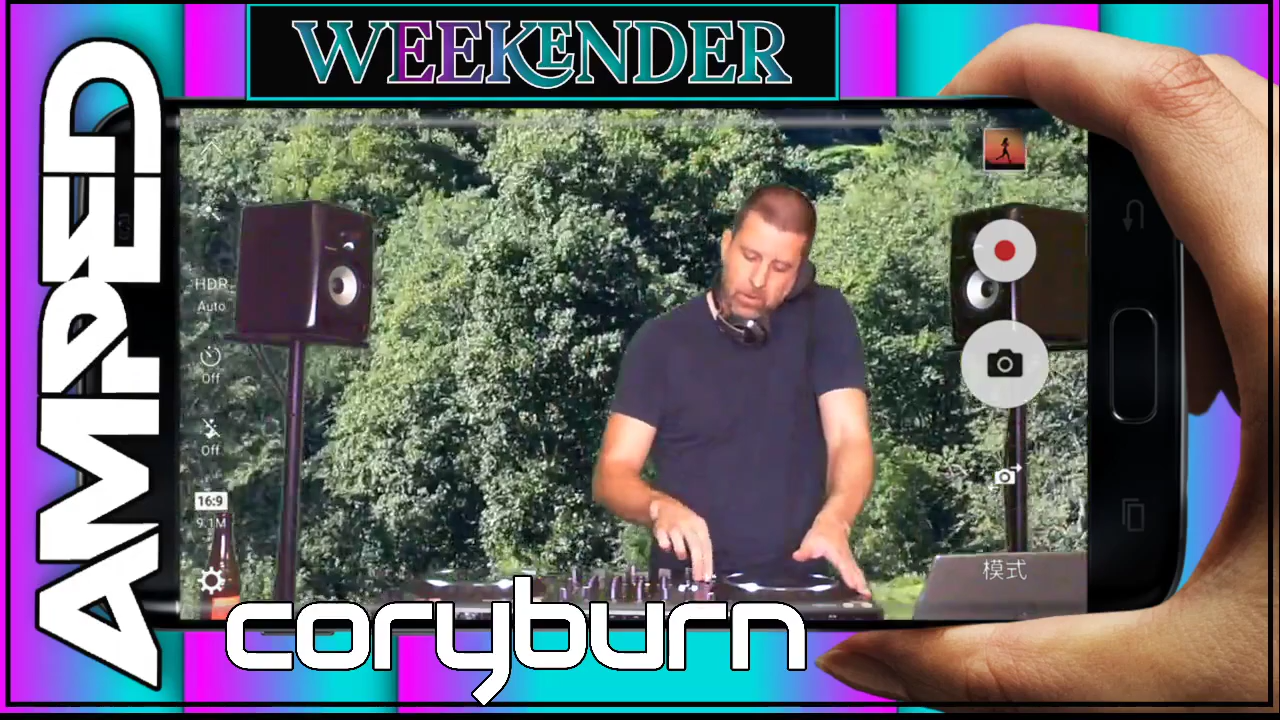 WEEKENDER
AMPED
HDR
Auto
Off
Off
16:9
9.1M
模式
coryburn